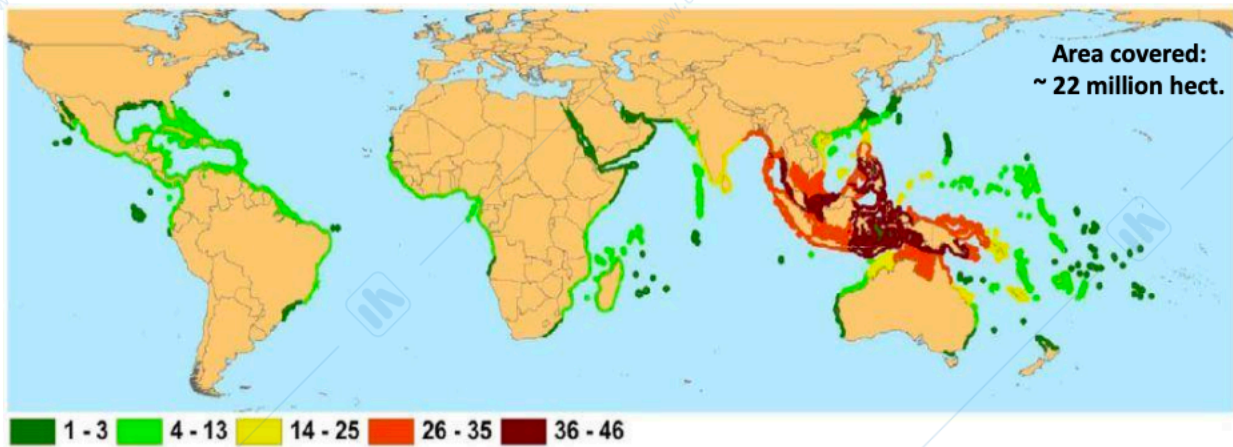 Area covered:
~ 22 million hect.
1 - 3 4 - 13 14 - 25 26 - 35 36 - 46